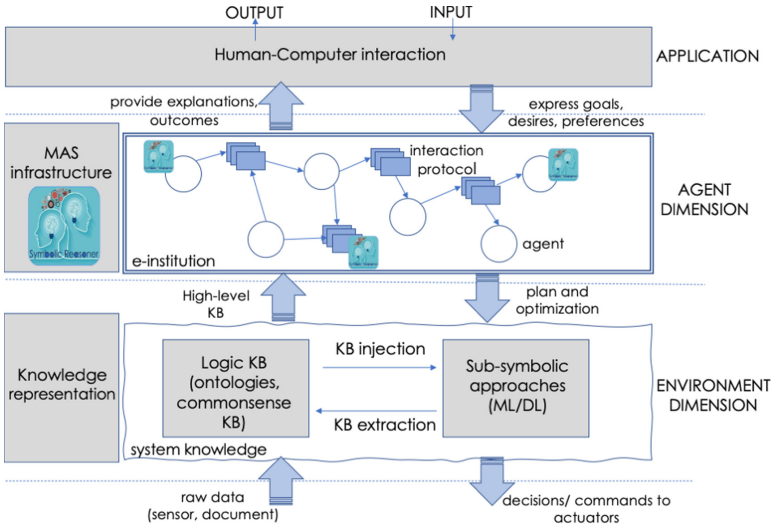 OUTPUT
INPUT
Human-Computer interaction
APPLICATION
provide explanations,
outcomes
express goals,
desires, preferences
MAS
infrastructure
Symbolic Reasoner
interaction
protocol
agent
e-institution
AGENT
DIMENSION
High-level
KB
plan and
optimization
Knowledge
representation
Logic KB
(ontologies,
commonsense
KB)
KB injection
KB extraction
Sub-symbolic
approaches
(ML/DL)
system knowledge
ENVIRONMENT
DIMENSION
raw data
(sensor, document)
decisions/ commands to
actuators